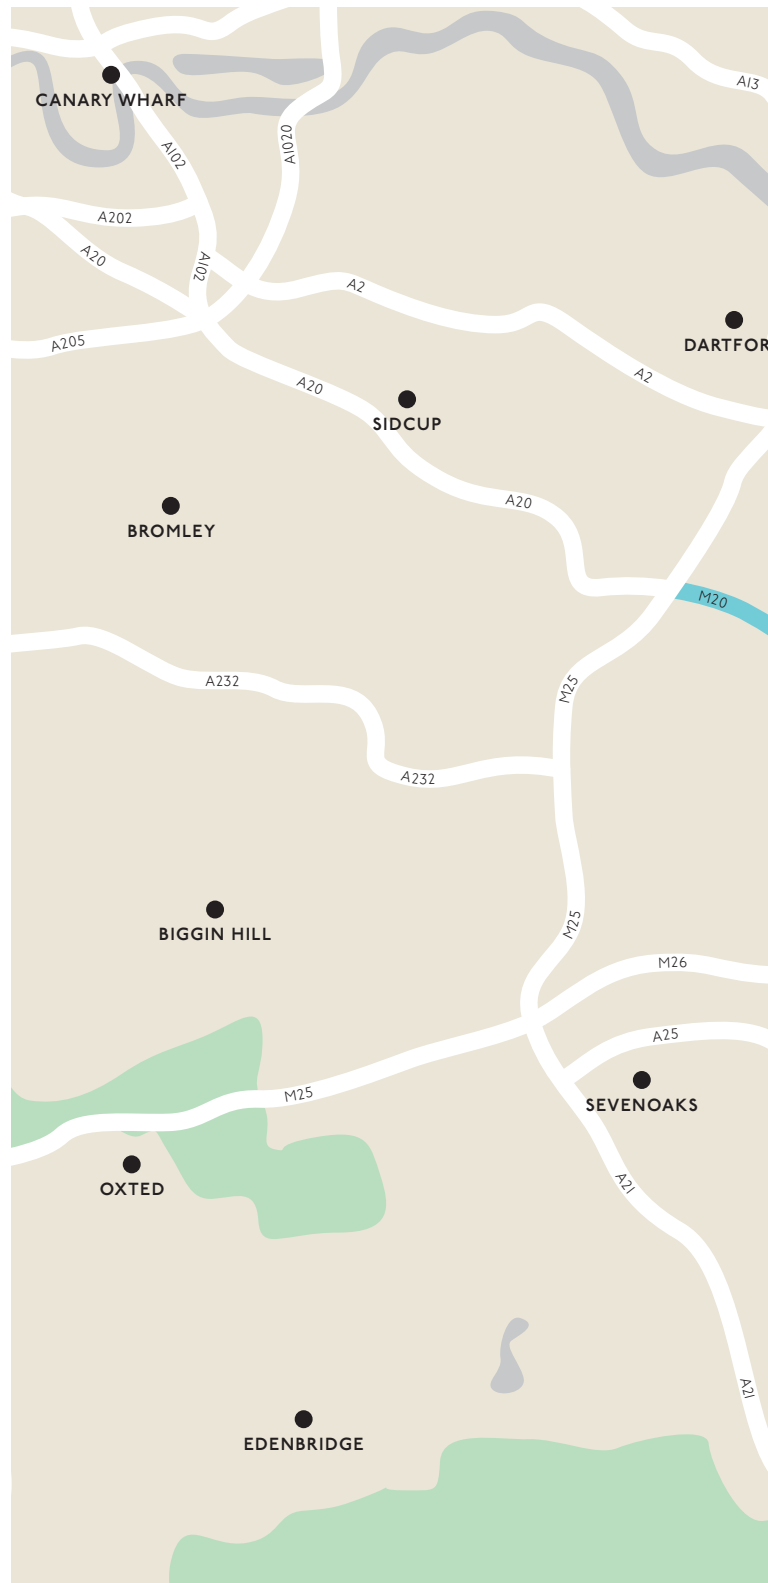 A13
CANARY WHARF
A1020
A102
A202
A20
A102
A2
DARTFOR
A205
A2
A20
SIDCUP
A20
BROMLEY
M20
A232
M25
A232
BIGGIN HILL
M25
M26
A25
M25
SEVENOAKS
OXTED
A21
A21
EDENBRIDGE